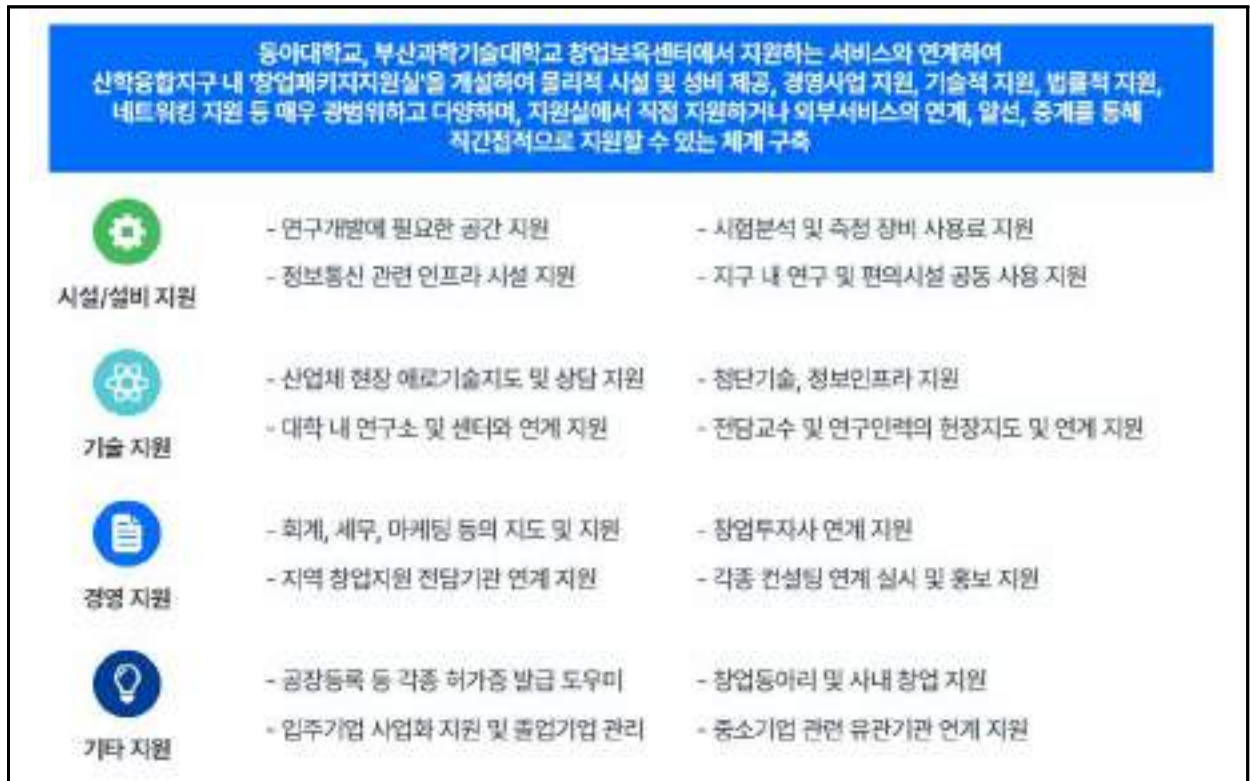 동아대학교, 부산과학기술대학교 창업보육센터에서 지원하는 서비스와 연계하여
산학융합지구 내 '창업패키지지원실'을 개설하여 물리적 시설 및 성비 제공, 경영사업 지원, 기술적 지원, 법률적 지원,
네트워킹 지원 등 매우 광범위하고 다양하며, 지원실에서 직접 지원하거나 외부서비스의 연계, 알선, 중계를 통해
직간접적으로 지원할 수 있는 체계 구축
시설/설비 지원
- 연구개발에 필요한 공간 지원
- 시험분석 및 측정 장비 사용료 지원
- 정보통신 관련 인프라 시설 지원
- 지구 내 연구 및 편의시설 공동 사용 지원
기술 지원
- 산업체 현장 애로기술지도 및 상담 지원
- 첨단기술, 정보인프라 지원
- 대학 내 연구소 및 센터와 연계 지원
- 전담교수 및 연구인력의 현장지도 및 연계 지원
경영 지원
- 회계, 세무, 마케팅 등의 지도 및 지원
- 창업투자사 연계 지원
- 지역 창업지원 전담기관 연계 지원
- 각종 컨설팅 연계 실시 및 홍보 지원
기타 지원
- 공장등록 등 각종 허가증 발급 도우미
- 창업동아리 및 사내 창업 지원
- 입주기업 사업화 지원 및 졸업기업 관리
- 중소기업 관련 유관기관 연계 지원